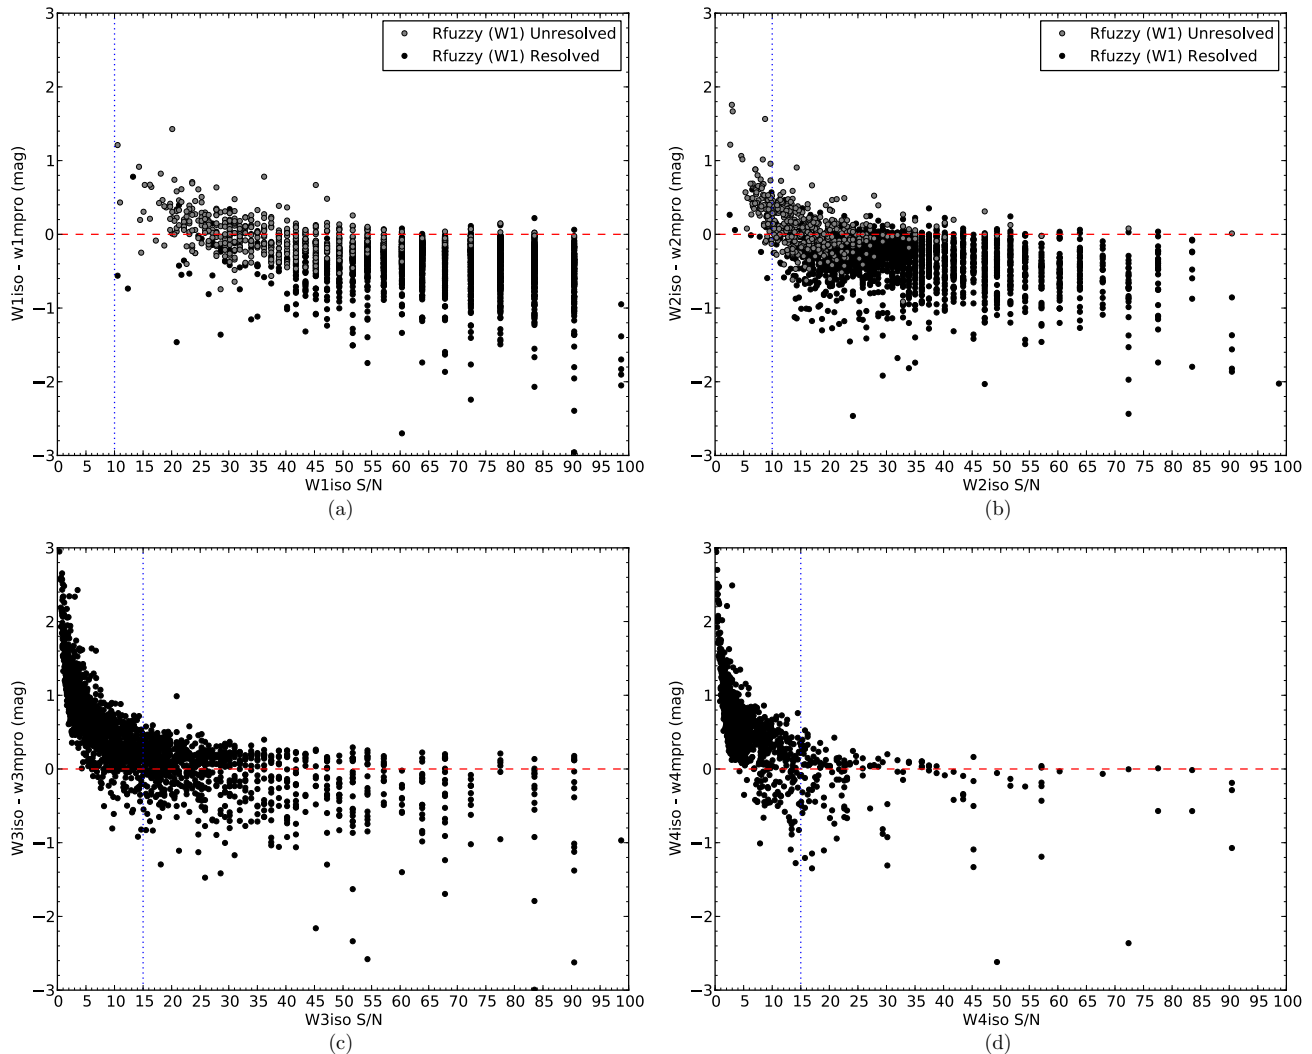 3
2
1
0
−1
−2
−3
W1iso - w1mpro (mag)
Rfuzzy (W1) Unresolved
Rfuzzy (W1) Resolved
0 5 10 15 20 25 30 35 40 45 50 55 60 65 70 75 80 85 90 95 100
W1iso S/N
(a)
3
2
1
0
−1
−2
−3
W2iso - w2mpro (mag)
Rfuzzy (W1) Unresolved
Rfuzzy (W1) Resolved
0 5 10 15 20 25 30 35 40 45 50 55 60 65 70 75 80 85 90 95 100
W2iso S/N
(b)
3
2
1
0
−1
−2
−3
W3iso - w3mpro (mag)
0 5 10 15 20 25 30 35 40 45 50 55 60 65 70 75 80 85 90 95 100
W3iso S/N
(c)
3
2
1
0
−1
−2
−3
W4iso - w4mpro (mag)
0 5 10 15 20 25 30 35 40 45 50 55 60 65 70 75 80 85 90 95 100
W4iso S/N
(d)